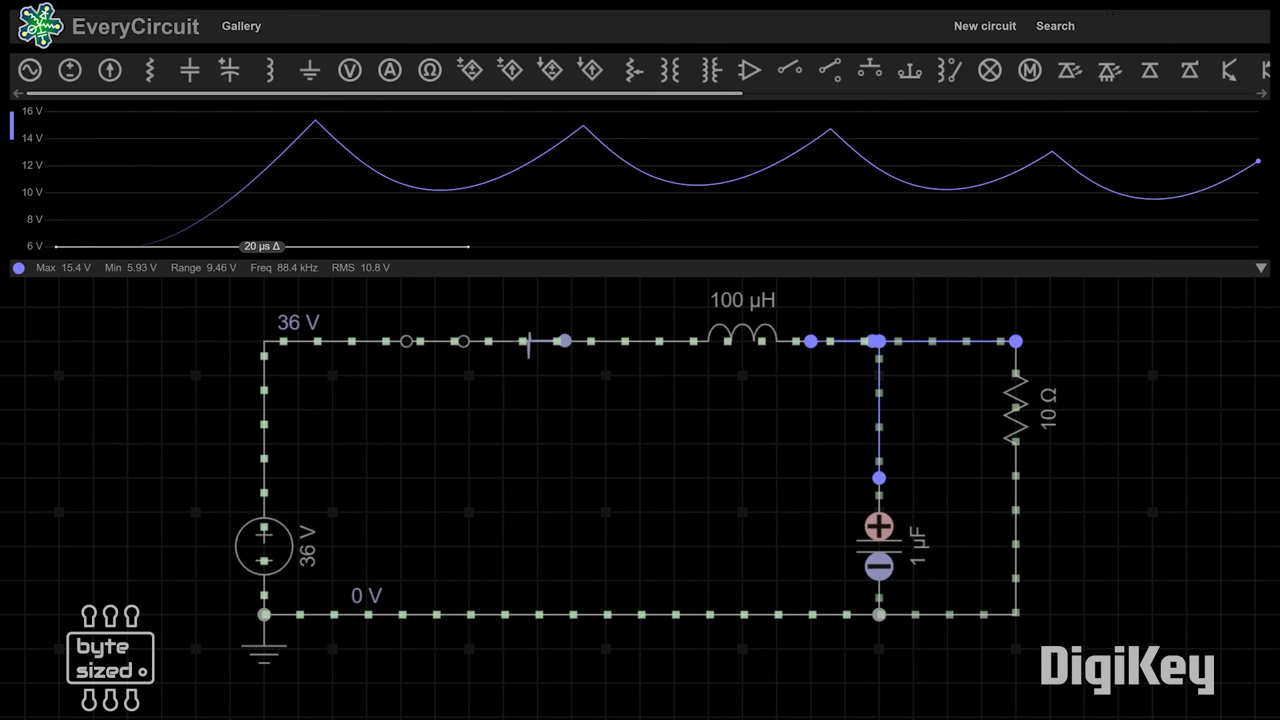 EveryCircuit
Gallery
New circuit
Search
16 V
14 V
12 V
10 V
8 V
6 V
20 µs Δ
Max 15.4 V Min 5.93 V Range 9.46 V Freq 88.4 kHz RMS 10.8 V
36 V
100 µH
10 Ω
36 V
1 µF
0 V
byte
sized
DigiKey